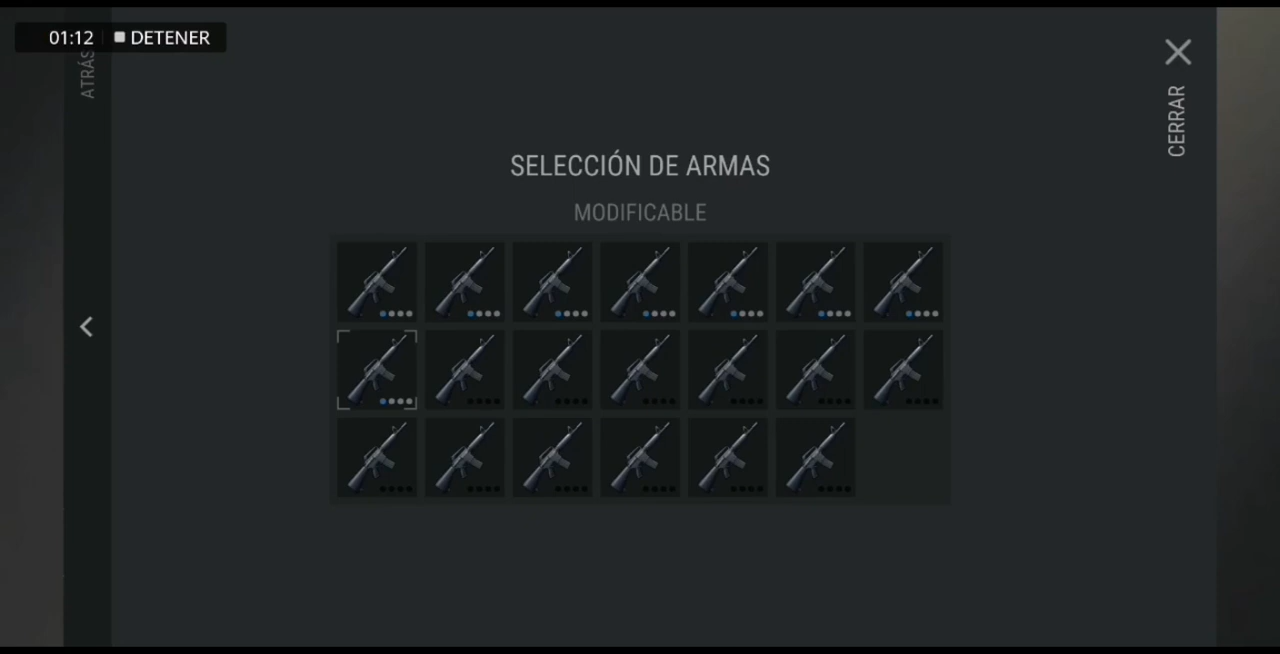 01:12 DETENER
ATRÁS
CERRAR
SELECCIÓN DE ARMAS
MODIFICABLE